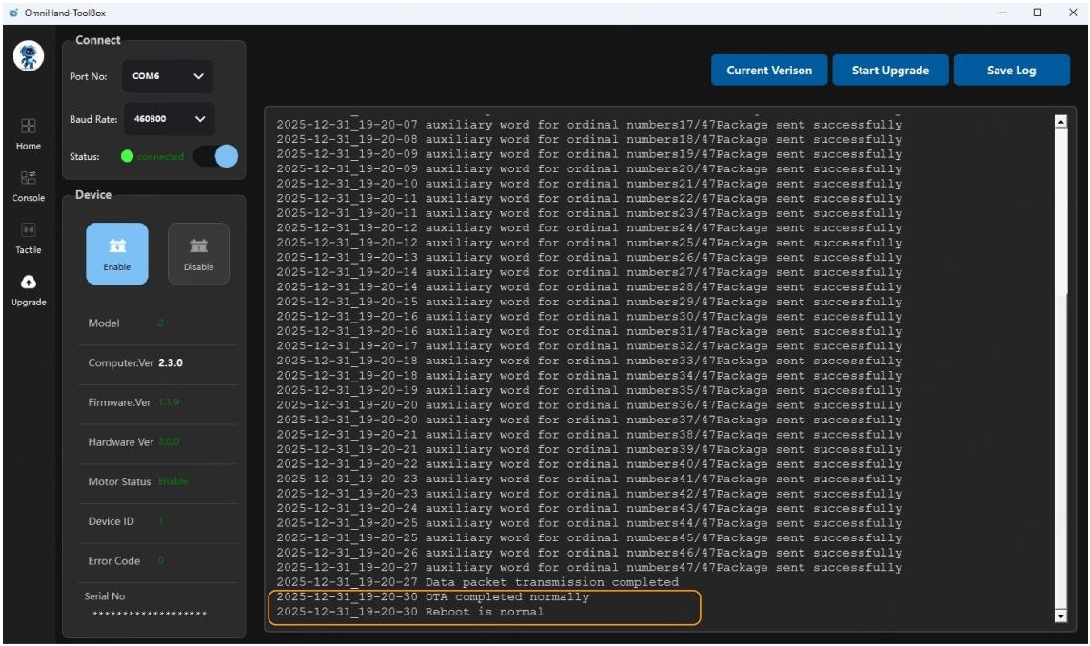 OmniHand-ToolBox
Connect
Port No: COM6
Baud Rate: 460800
Status: connected
Home
Console
Tactile
Upgrade
Device
Enable
Disable
Model 2
Computer.Ver 2.3.0
Firmware.Ver 1.1.9
Hardware Ver 3.0.0
Motor Status Enable
Device ID 1
Error Code 0
Serial No
*******************
Current Verison
Start Upgrade
Save Log
2025-12-31_19-20-07 auxiliary word for ordinal numbers17/47Package sent successfully
2025-12-31_19-20-08 auxiliary word for ordinal numbers18/47Package sent successfully
2025-12-31_19-20-09 auxiliary word for ordinal numbers19/47Package sent successfully
2025-12-31_19-20-09 auxiliary word for ordinal numbers20/47Package sent successfully
2025-12-31_19-20-10 auxiliary word for ordinal numbers21/47Package sent successfully
2025-12-31_19-20-11 auxiliary word for ordinal numbers22/47Package sent successfully
2025-12-31_19-20-11 auxiliary word for ordinal numbers23/47Package sent successfully
2025-12-31_19-20-12 auxiliary word for ordinal numbers24/47Package sent successfully
2025-12-31_19-20-12 auxiliary word for ordinal numbers25/47Package sent successfully
2025-12-31_19-20-13 auxiliary word for ordinal numbers26/47Package sent successfully
2025-12-31_19-20-14 auxiliary word for ordinal numbers27/47Package sent successfully
2025-12-31_19-20-14 auxiliary word for ordinal numbers28/47Package sent successfully
2025-12-31_19-20-15 auxiliary word for ordinal numbers29/47Package sent successfully
2025-12-31_19-20-16 auxiliary word for ordinal numbers30/47Package sent successfully
2025-12-31_19-20-16 auxiliary word for ordinal numbers31/47Package sent successfully
2025-12-31_19-20-17 auxiliary word for ordinal numbers32/47Package sent successfully
2025-12-31_19-20-18 auxiliary word for ordinal numbers33/47Package sent successfully
2025-12-31_19-20-18 auxiliary word for ordinal numbers34/47Package sent successfully
2025-12-31_19-20-19 auxiliary word for ordinal numbers35/47Package sent successfully
2025-12-31_19-20-20 auxiliary word for ordinal numbers36/47Package sent successfully
2025-12-31_19-20-20 auxiliary word for ordinal numbers37/47Package sent successfully
2025-12-31_19-20-21 auxiliary word for ordinal numbers38/47Package sent successfully
2025-12-31_19-20-21 auxiliary word for ordinal numbers39/47Package sent successfully
2025-12-31_19-20-22 auxiliary word for ordinal numbers40/47Package sent successfully
2025-12-31_19-20-23 auxiliary word for ordinal numbers41/47Package sent successfully
2025-12-31_19-20-23 auxiliary word for ordinal numbers42/47Package sent successfully
2025-12-31_19-20-24 auxiliary word for ordinal numbers43/47Package sent successfully
2025-12-31_19-20-25 auxiliary word for ordinal numbers44/47Package sent successfully
2025-12-31_19-20-25 auxiliary word for ordinal numbers45/47Package sent successfully
2025-12-31_19-20-26 auxiliary word for ordinal numbers46/47Package sent successfully
2025-12-31_19-20-27 auxiliary word for ordinal numbers47/47Package sent successfully
2025-12-31_19-20-27 Data packet transmission completed
2025-12-31_19-20-30 OTA completed normally
2025-12-31_19-20-30 Reboot is normal